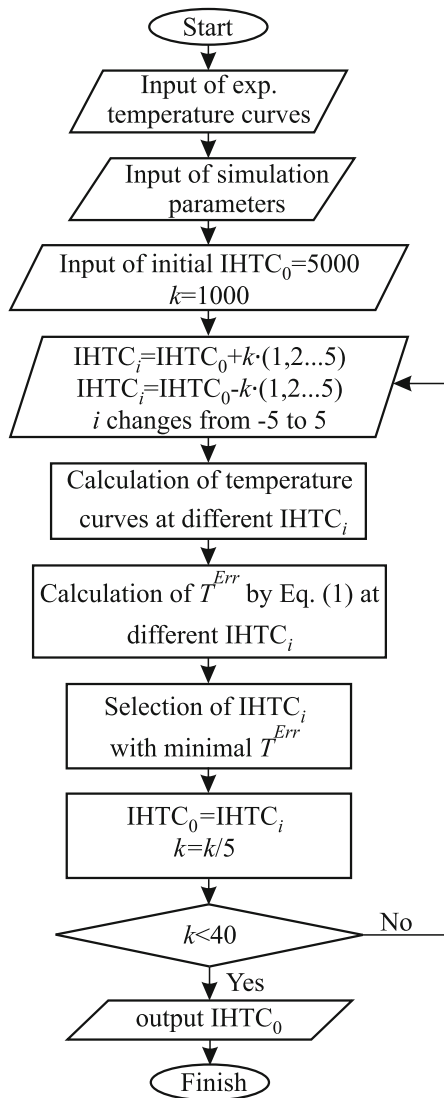 Start
Input of exp.
temperature curves
Input of simulation
parameters
Input of initial IHTC₀=5000
k=1000
IHTCᵢ=IHTC₀+k·(1,2...5)
IHTCᵢ=IHTC₀-k·(1,2...5)
i changes from -5 to 5
Calculation of temperature
curves at different IHTCᵢ
Calculation of T^Err by Eq. (1) at
different IHTCᵢ
Selection of IHTCᵢ
with minimal T^Err
IHTC₀=IHTCᵢ
k=k/5
k<40
No
Yes
output IHTC₀
Finish